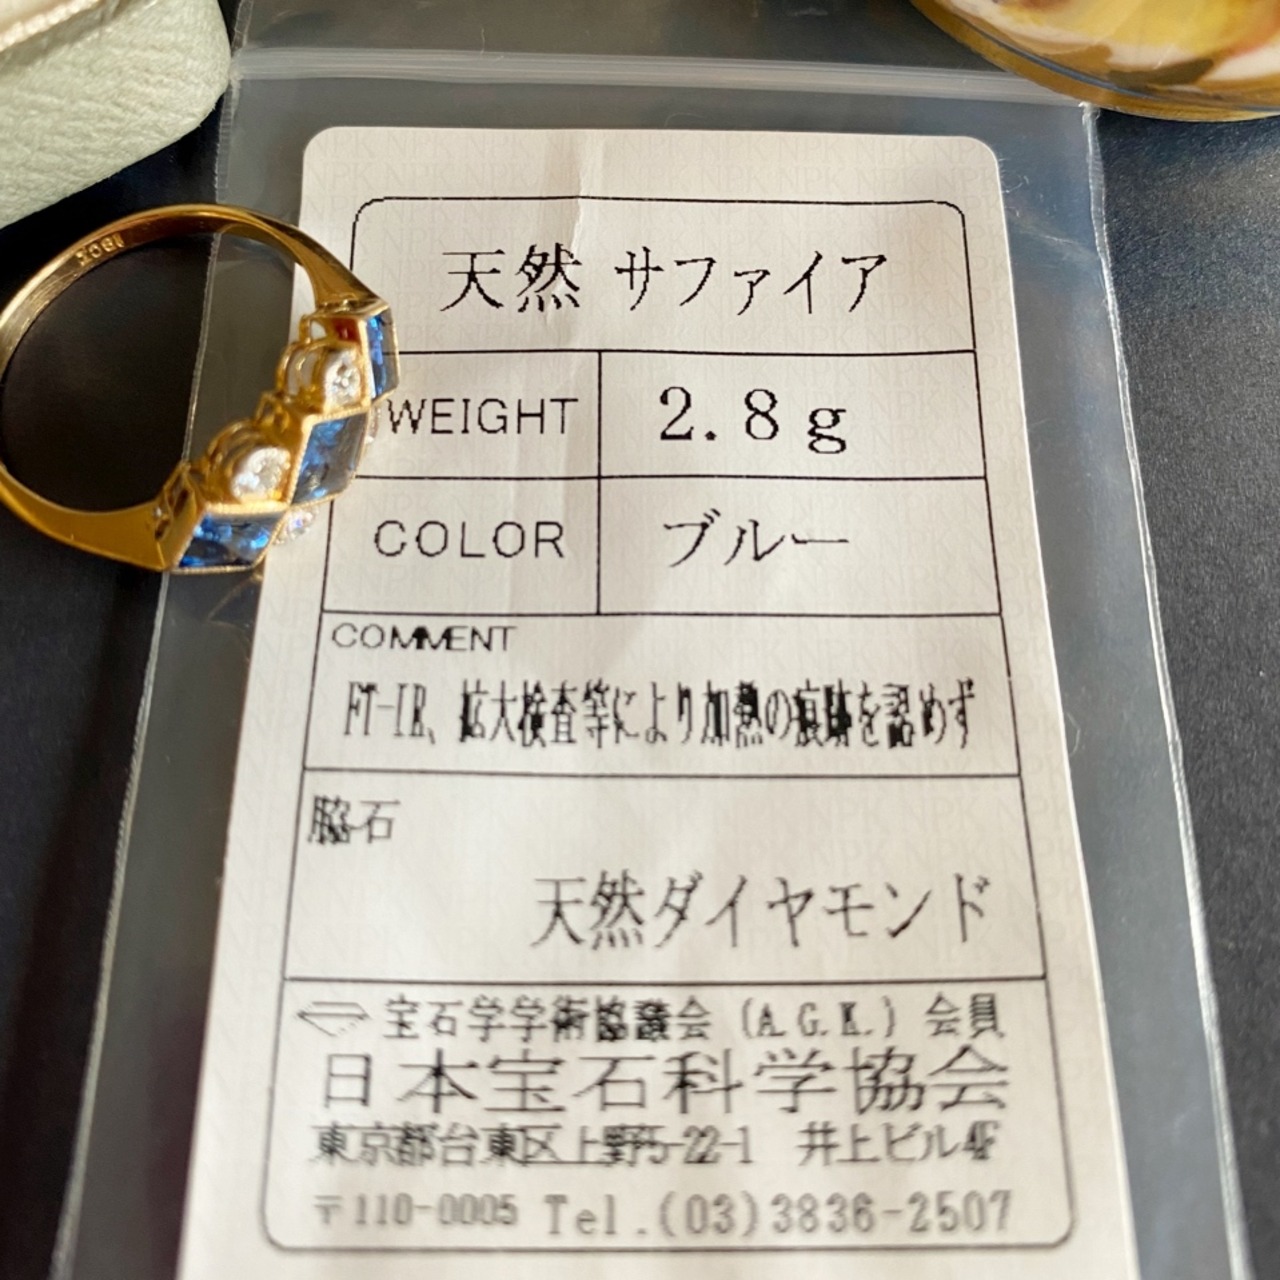 天然 サファイア
WEIGHT 2.8g
COLOR ブルー
COMMENT
FT-IR、拡大検査等により加熱の痕跡を認めず
脇石
天然ダイヤモンド
宝石学学術協議会 (A.G.K.) 会員
日本宝石科学協会
東京都台東区上野5-22-1 井上ビル4F
〒110-0005 Tel.(03)3836-2507